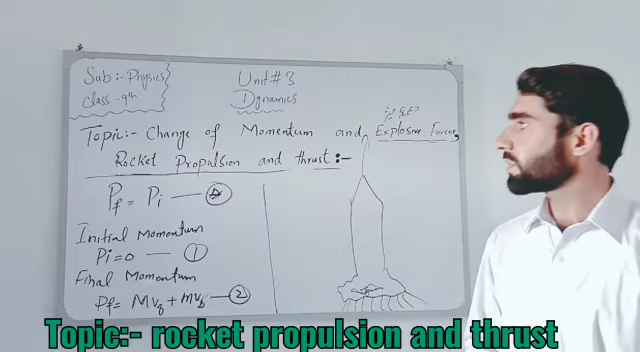 Sub:- Physics
Class:- 9th
Unit # 3
Dynamics
Topic:- Change of Momentum and Explosive Forces,
Rocket Propulsion and thrust:-
Pf = Pi
Initial Momentum
Pi = 0 — 1
Final Momentum
Pf = Mvg + mvg — 2
Topic:- rocket propulsion and thrust